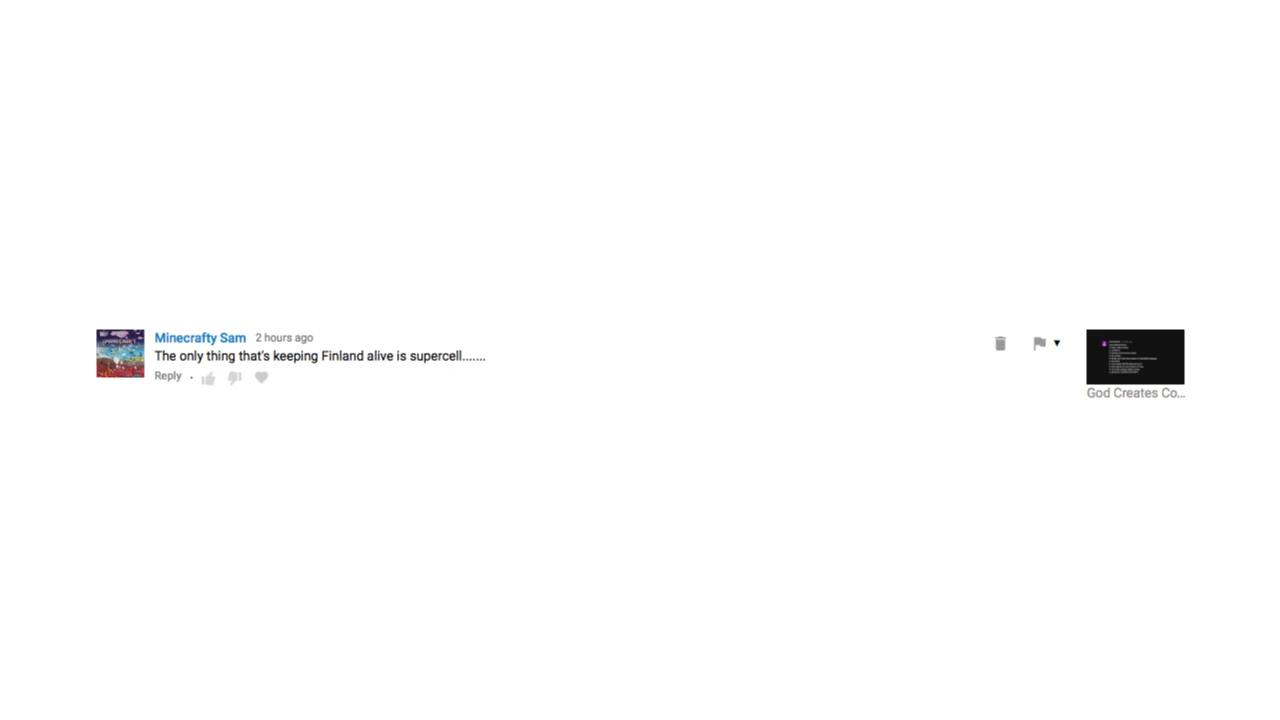 Minecrafty Sam 2 hours ago
The only thing that's keeping Finland alive is supercell.......
Reply
God Creates Co...